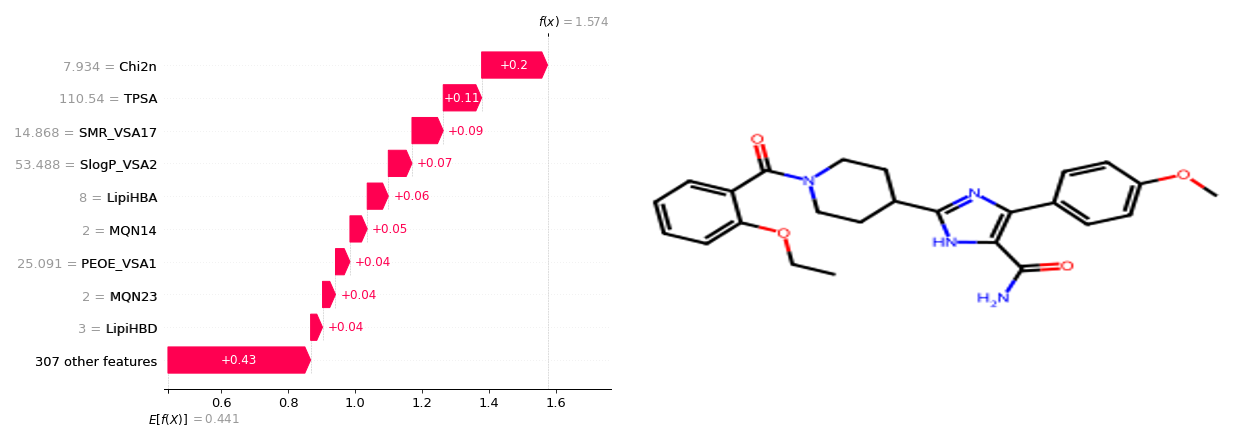 f(x) = 1.574
7.934 = Chi2n
+0.2
110.54 = TPSA
+0.11
14.868 = SMR_VSA17
+0.09
53.488 = SlogP_VSA2
+0.07
8 = LipiHBA
+0.06
2 = MQN14
+0.05
25.091 = PEOE_VSA1
+0.04
2 = MQN23
+0.04
3 = LipiHBD
+0.04
307 other features
+0.43
0.6 0.8 1.0 1.2 1.4 1.6
E[f(X)] = 0.441
O
N
N
O
O
HN
O
H₂N